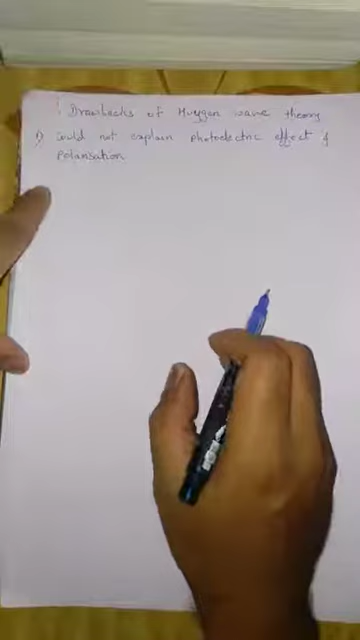 Drawbacks of Huygen wave theory
1) could not explain photoelectric effect &
polarisation